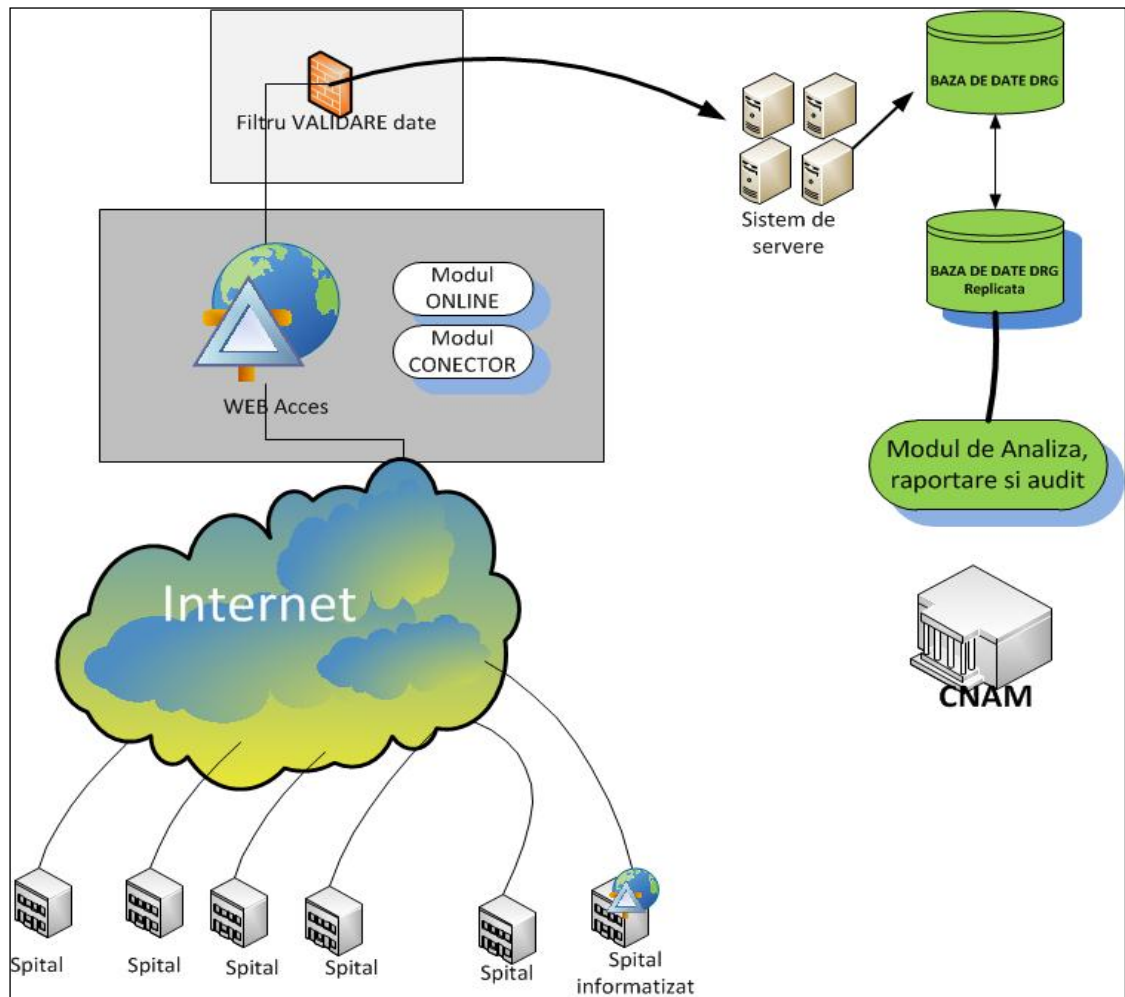 Filtru VALIDARE date
BAZA DE DATE DRG
Sistem de
servere
BAZA DE DATE DRG
Replicata
Modul
ONLINE
Modul
CONECTOR
WEB Acces
Modul de Analiza,
raportare si audit
Internet
CNAM
Spital
Spital
Spital
Spital
Spital
Spital
informatizat